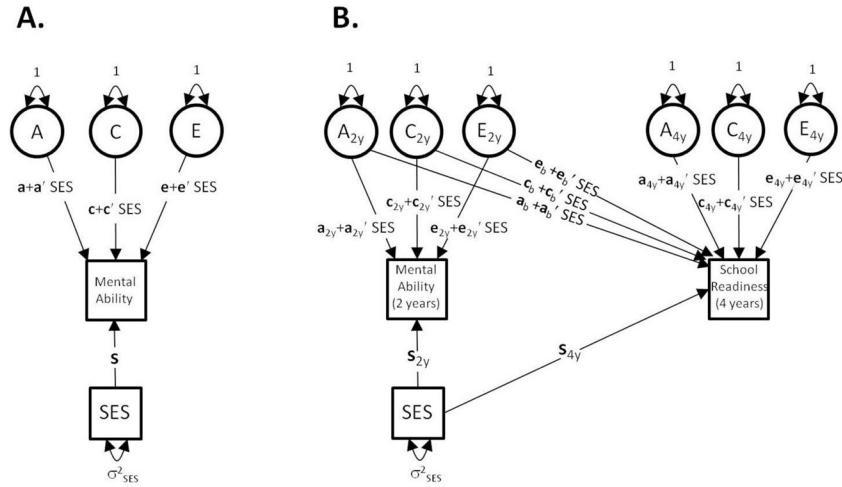 A.
B.
1
1
1
A
C
E
a+a′ SES
c+c′ SES
e+e′ SES
Mental
Ability
S
SES
σ²SES
1
1
1
A2y
C2y
E2y
1
1
1
A4y
C4y
E4y
a2y+a2y′ SES
c2y+c2y′ SES
e2y+e2y′ SES
eb+eb′ SES
cb+cb′ SES
ab+ab′ SES
a4y+a4y′ SES
c4y+c4y′ SES
e4y+e4y′ SES
Mental
Ability
(2 years)
School
Readiness
(4 years)
S2y
S4y
SES
σ²SES